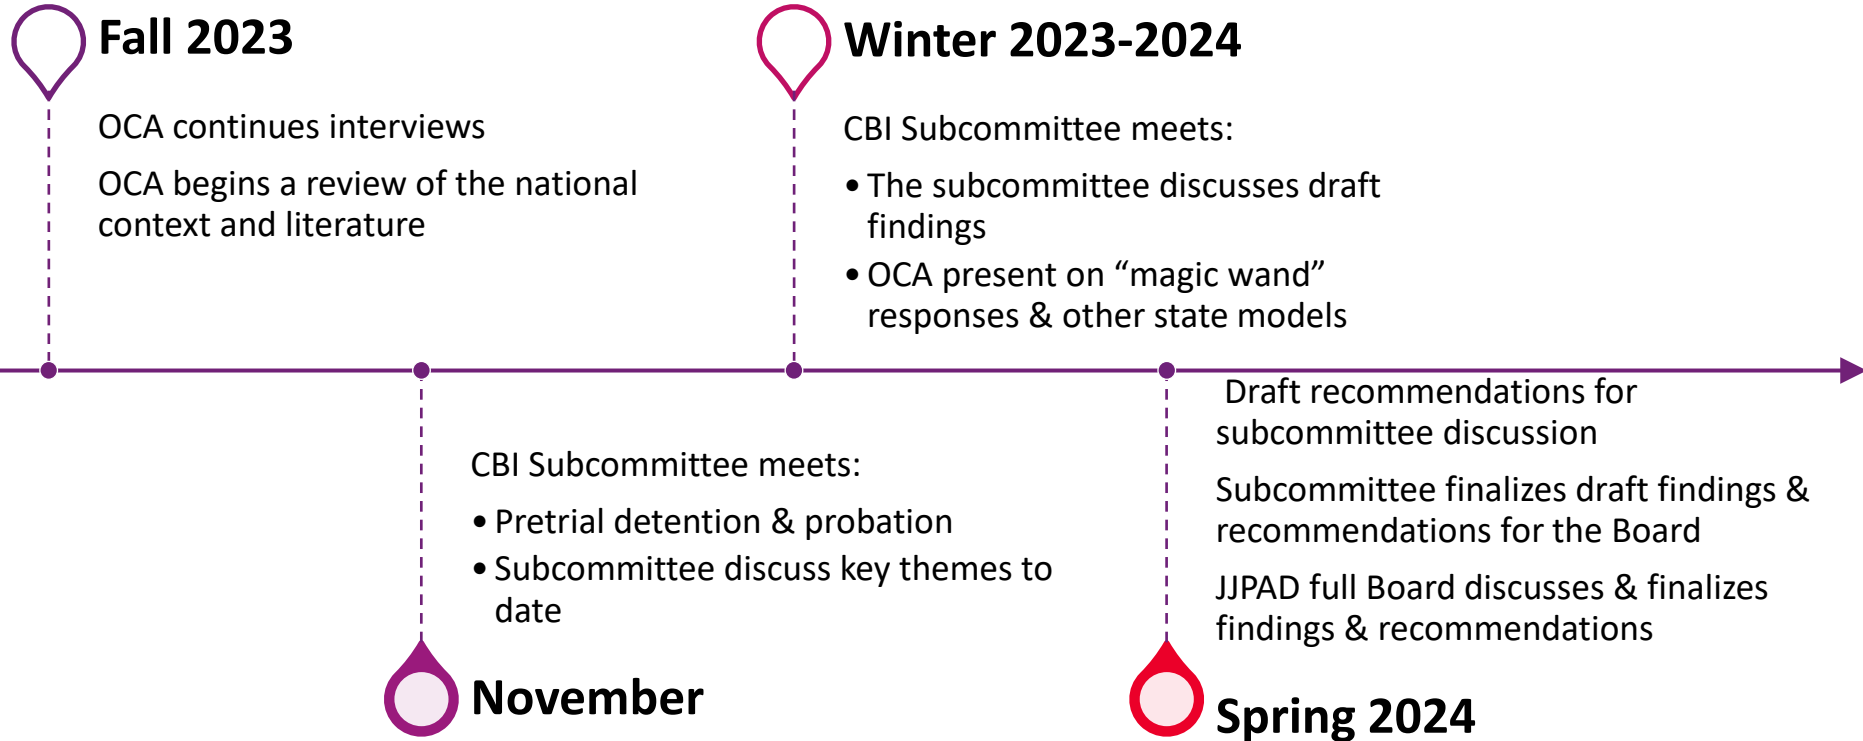 Fall 2023
OCA continues interviews
OCA begins a review of the national
context and literature
November
CBI Subcommittee meets:
• Pretrial detention & probation
• Subcommittee discuss key themes to
date
Winter 2023-2024
CBI Subcommittee meets:
• The subcommittee discusses draft
findings
• OCA present on “magic wand”
responses & other state models
Spring 2024
Draft recommendations for
subcommittee discussion
Subcommittee finalizes draft findings &
recommendations for the Board
JJPAD full Board discusses & finalizes
findings & recommendations